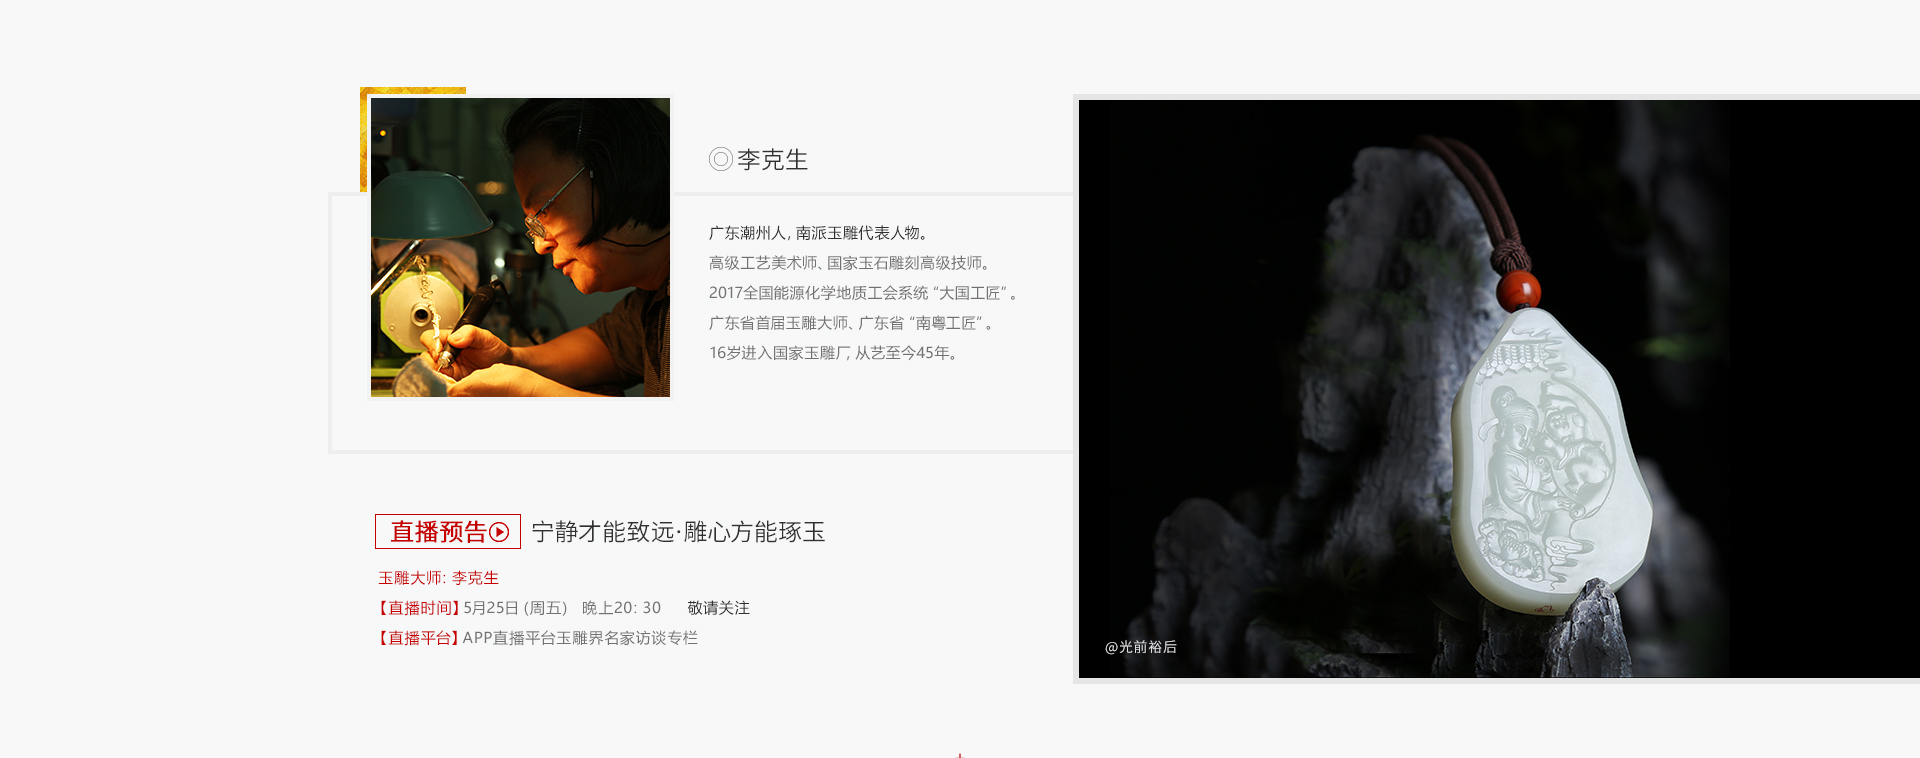 ◎李克生
广东潮州人, 南派玉雕代表人物。
高级工艺美术师、国家玉石雕刻高级技师。
2017全国能源化学地质工会系统 “大国工匠” 。
广东省首届玉雕大师、广东省 “南粤工匠” 。
16岁进入国家玉雕厂, 从艺至今45年。
直播预告 宁静才能致远·雕心方能琢玉
玉雕大师: 李克生
【直播时间】5月25日 (周五) 晚上20: 30 敬请关注
【直播平台】APP直播平台玉雕界名家访谈专栏
@光前裕后